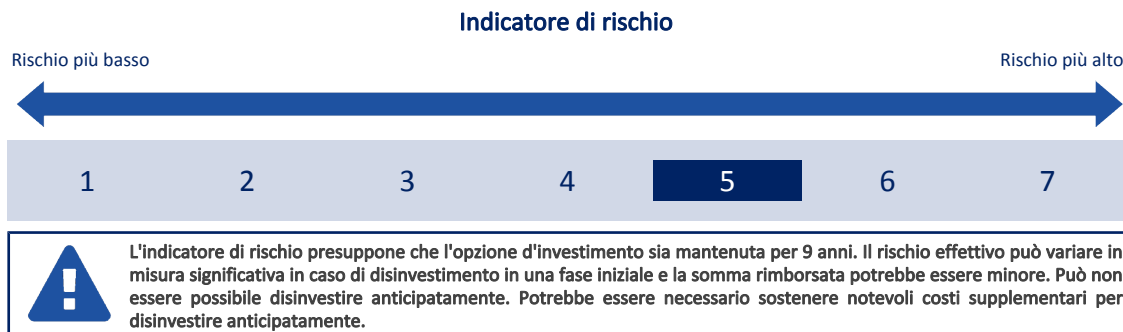 Indicatore di rischio
Rischio più basso
Rischio più alto
1 2 3 4 5 6 7
L'indicatore di rischio presuppone che l'opzione d'investimento sia mantenuta per 9 anni. Il rischio effettivo può variare in
misura significativa in caso di disinvestimento in una fase iniziale e la somma rimborsata potrebbe essere minore. Può non
essere possibile disinvestire anticipatamente. Potrebbe essere necessario sostenere notevoli costi supplementari per
disinvestire anticipatamente.